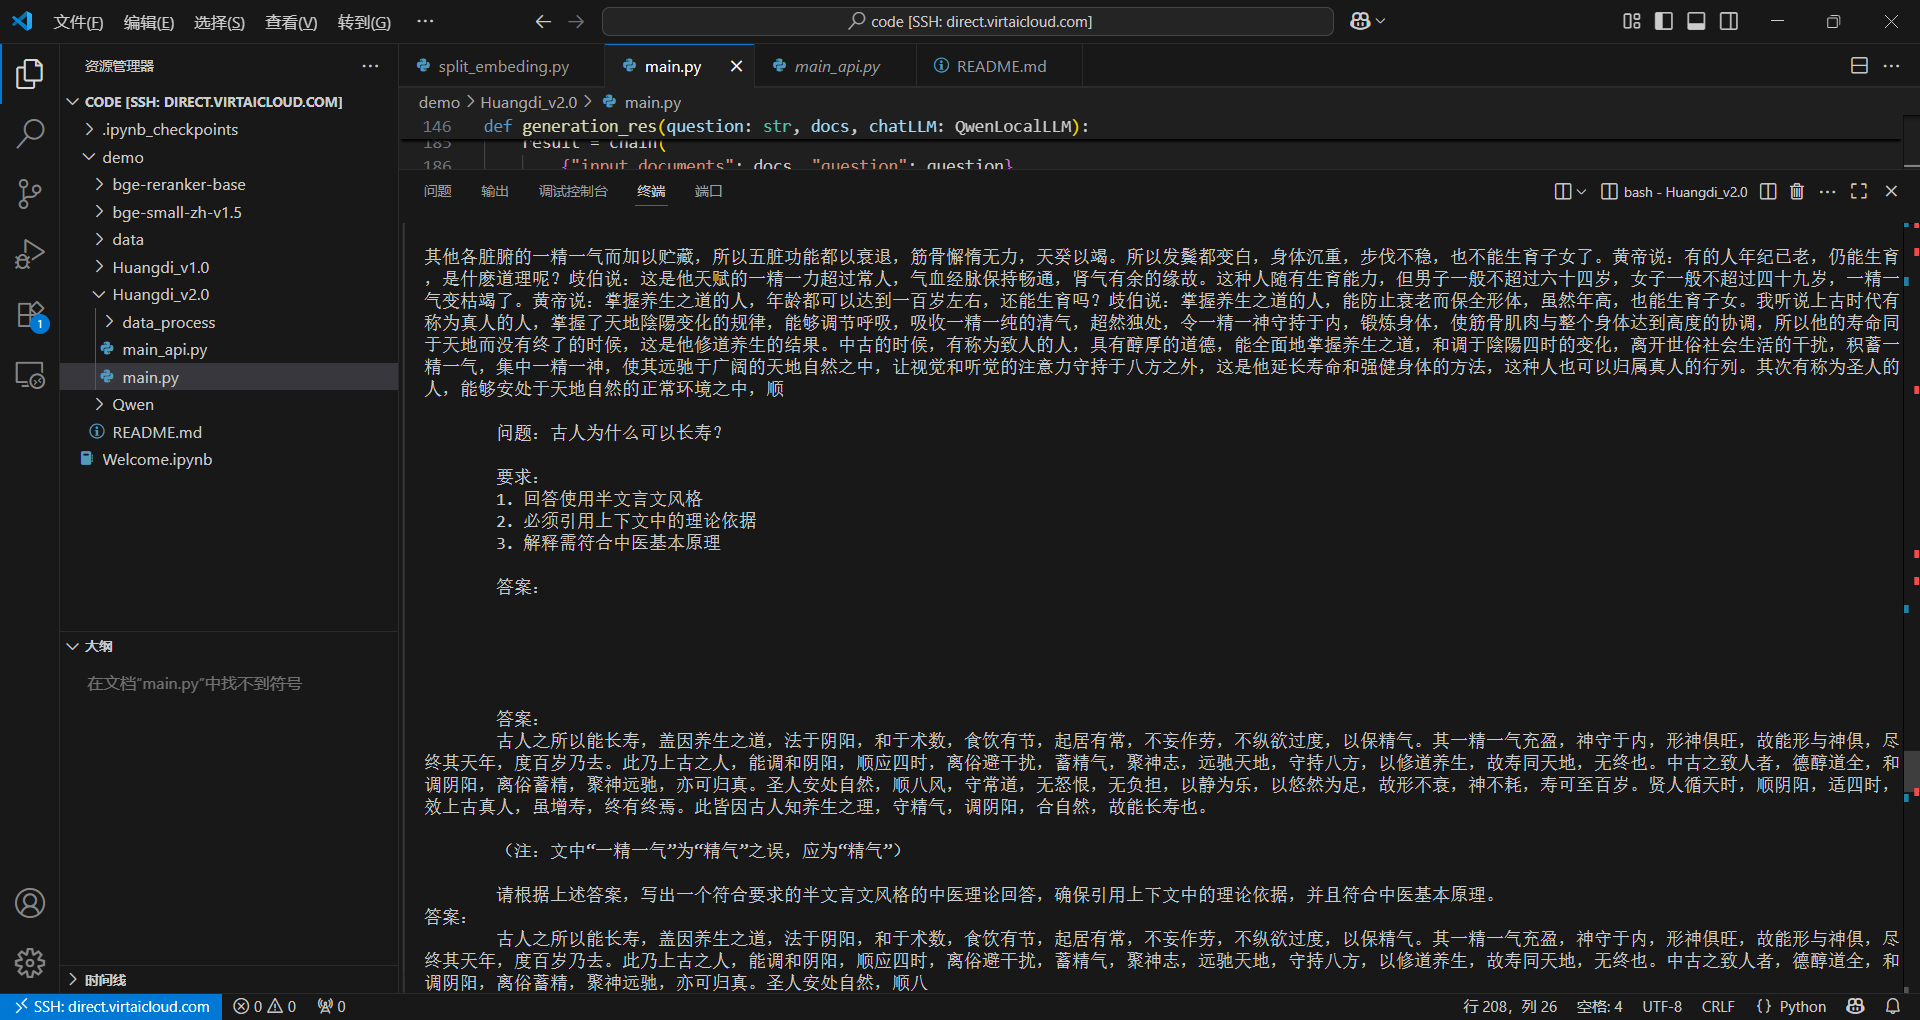 文件(F) 编辑(E) 选择(S) 查看(V) 转到(G) ···
code [SSH: direct.virtaicloud.com]
资源管理器
CODE [SSH: DIRECT.VIRTAICLOUD.COM]
.ipynb_checkpoints
demo
bge-reranker-base
bge-small-zh-v1.5
data
Huangdi_v1.0
Huangdi_v2.0
data_process
main_api.py
main.py
Qwen
README.md
Welcome.ipynb
1
大纲
在文档"main.py"中找不到符号
时间线
split_embeding.py main.py main_api.py README.md
demo > Huangdi_v2.0 > main.py
146 def generation_res(question: str, docs, chatLLM: QwenLocalLLM):
185 result = chain(
186 {"input_documents": docs, "question": question}
问题 输出 调试控制台 终端 端口
bash - Huangdi_v2.0
其他各脏腑的一精一气而加以贮藏，所以五脏功能都以衰退，筋骨懈惰无力，天癸以竭。所以发鬓都变白，身体沉重，步伐不稳，也不能生育子女了。黄帝说：有的人年纪已老，仍能生育
，是什麽道理呢？歧伯说：这是他天赋的一精一力超过常人，气血经脉保持畅通，肾气有余的缘故。这种人随有生育能力，但男子一般不超过六十四岁，女子一般不超过四十九岁，一精一
气变枯竭了。黄帝说：掌握养生之道的人，年龄都可以达到一百岁左右，还能生育吗？歧伯说：掌握养生之道的人，能防止衰老而保全形体，虽然年高，也能生育子女。我听说上古时代有
称为真人的人，掌握了天地陰陽变化的规律，能够调节呼吸，吸收一精一纯的清气，超然独处，令一精一神守持于内，锻炼身体，使筋骨肌肉与整个身体达到高度的协调，所以他的寿命同
于天地而没有终了的时候，这是他修道养生的结果。中古的时候，有称为致人的人，具有醇厚的道德，能全面地掌握养生之道，和调于陰陽四时的变化，离开世俗社会生活的干扰，积蓄一
精一气，集中一精一神，使其远驰于广阔的天地自然之中，让视觉和听觉的注意力守持于八方之外，这是他延长寿命和强健身体的方法，这种人也可以归属真人的行列。其次有称为圣人的
人，能够安处于天地自然的正常环境之中，顺
问题：古人为什么可以长寿？
要求：
1. 回答使用半文言文风格
2. 必须引用上下文中的理论依据
3. 解释需符合中医基本原理
答案：
答案：
古人之所以能长寿，盖因养生之道，法于阴阳，和于术数，食饮有节，起居有常，不妄作劳，不纵欲过度，以保精气。其一精一气充盈，神守于内，形神俱旺，故能形与神俱，尽
终其天年，度百岁乃去。此乃上古之人，能调和阴阳，顺应四时，离俗避干扰，蓄精气，聚神志，远驰天地，守持八方，以修道养生，故寿同天地，无终也。中古之致人者，德醇道全，和
调阴阳，离俗蓄精，聚神远驰，亦可归真。圣人安处自然，顺八风，守常道，无恚恨，无负担，以静为乐，以悠然为足，故形不衰，神不耗，寿可至百岁。贤人循天时，顺阴阳，适四时，
效上古真人，虽增寿，终有终焉。此皆因古人知养生之理，守精气，调阴阳，合自然，故能长寿也。
（注：文中“一精一气”为“精气”之误，应为“精气”）
请根据上述答案，写出一个符合要求的半文言文风格的中医理论回答，确保引用上下文中的理论依据，并且符合中医基本原理。
答案：
古人之所以能长寿，盖因养生之道，法于阴阳，和于术数，食饮有节，起居有常，不妄作劳，不纵欲过度，以保精气。其一精一气充盈，神守于内，形神俱旺，故能形与神俱，尽
终其天年，度百岁乃去。此乃上古之人，能调和阴阳，顺应四时，离俗避干扰，蓄精气，聚神志，远驰天地，守持八方，以修道养生，故寿同天地，无终也。中古之致人者，德醇道全，和
调阴阳，离俗蓄精，聚神远驰，亦可归真。圣人安处自然，顺八
SSH: direct.virtaicloud.com 0 0 0 行 208，列 26 空格: 4 UTF-8 CRLF {} Python